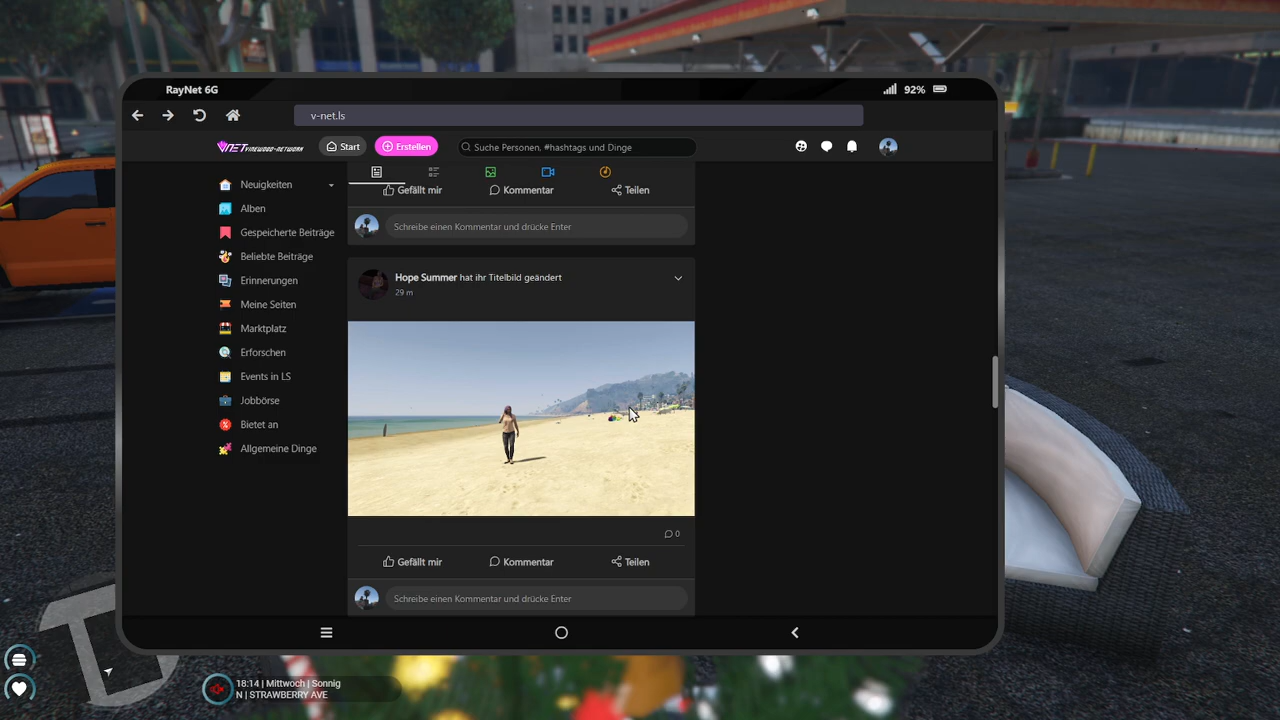 RayNet 6G
92%
v-net.ls
VNET VINEWOOD-NETWORK
Start
Erstellen
Suche Personen, #hashtags und Dinge
Neuigkeiten
Alben
Gespeicherte Beiträge
Beliebte Beiträge
Erinnerungen
Meine Seiten
Marktplatz
Erforschen
Events in LS
Jobbörse
Bietet an
Allgemeine Dinge
Gefällt mir
Kommentar
Teilen
Schreibe einen Kommentar und drücke Enter
Hope Summer hat ihr Titelbild geändert
29 m
0
Gefällt mir
Kommentar
Teilen
Schreibe einen Kommentar und drücke Enter
18:14 | Mittwoch | Sonnig
N | STRAWBERRY AVE